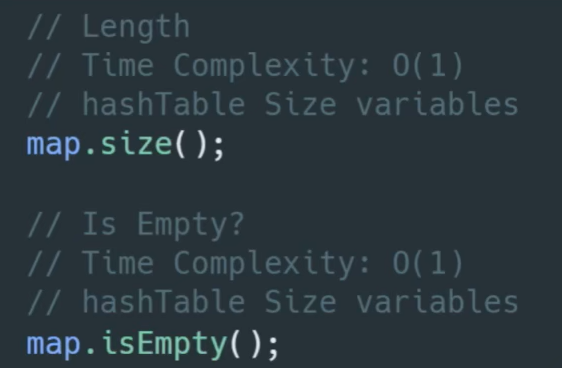 // Length
// Time Complexity: O(1)
// hashTable Size variables
map.size();
// Is Empty?
// Time Complexity: O(1)
// hashTable Size variables
map.isEmpty();